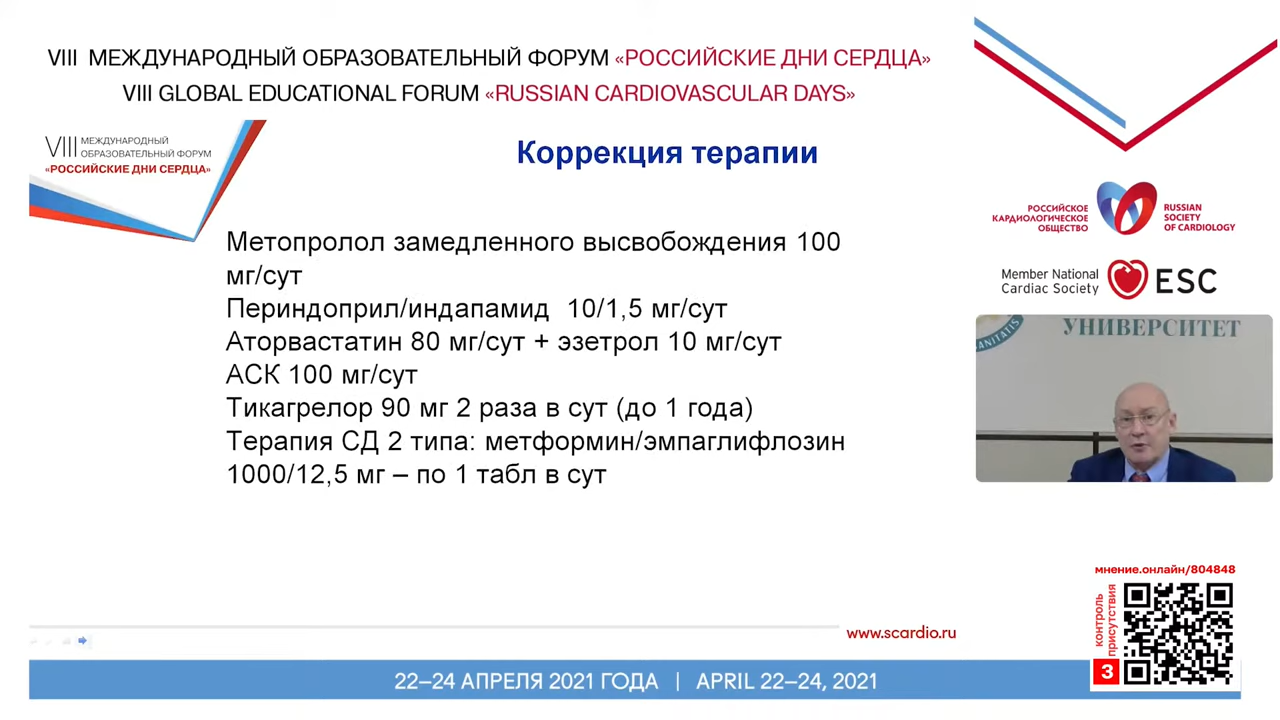 VIII МЕЖДУНАРОДНЫЙ ОБРАЗОВАТЕЛЬНЫЙ ФОРУМ «РОССИЙСКИЕ ДНИ СЕРДЦА»
VIII GLOBAL EDUCATIONAL FORUM «RUSSIAN CARDIOVASCULAR DAYS»
VIII МЕЖДУНАРОДНЫЙ
ОБРАЗОВАТЕЛЬНЫЙ ФОРУМ
«РОССИЙСКИЕ ДНИ СЕРДЦА»
Коррекция терапии
Метопролол замедленного высвобождения 100
мг/сут
Периндоприл/индапамид 10/1,5 мг/сут
Аторвастатин 80 мг/сут + эзетрол 10 мг/сут
АСК 100 мг/сут
Тикагрелор 90 мг 2 раза в сут (до 1 года)
Терапия СД 2 типа: метформин/эмпаглифлозин
1000/12,5 мг – по 1 табл в сут
РОССИЙСКОЕ
КАРДИОЛОГИЧЕСКОЕ
ОБЩЕСТВО
RUSSIAN
SOCIETY
OF CARDIOLOGY
Member National
Cardiac Society
ESC
УНИВЕРСИТЕТ
мнение.онлайн/804848
контроль
присутствия
3
www.scardio.ru
22–24 АПРЕЛЯ 2021 ГОДА | APRIL 22–24, 2021